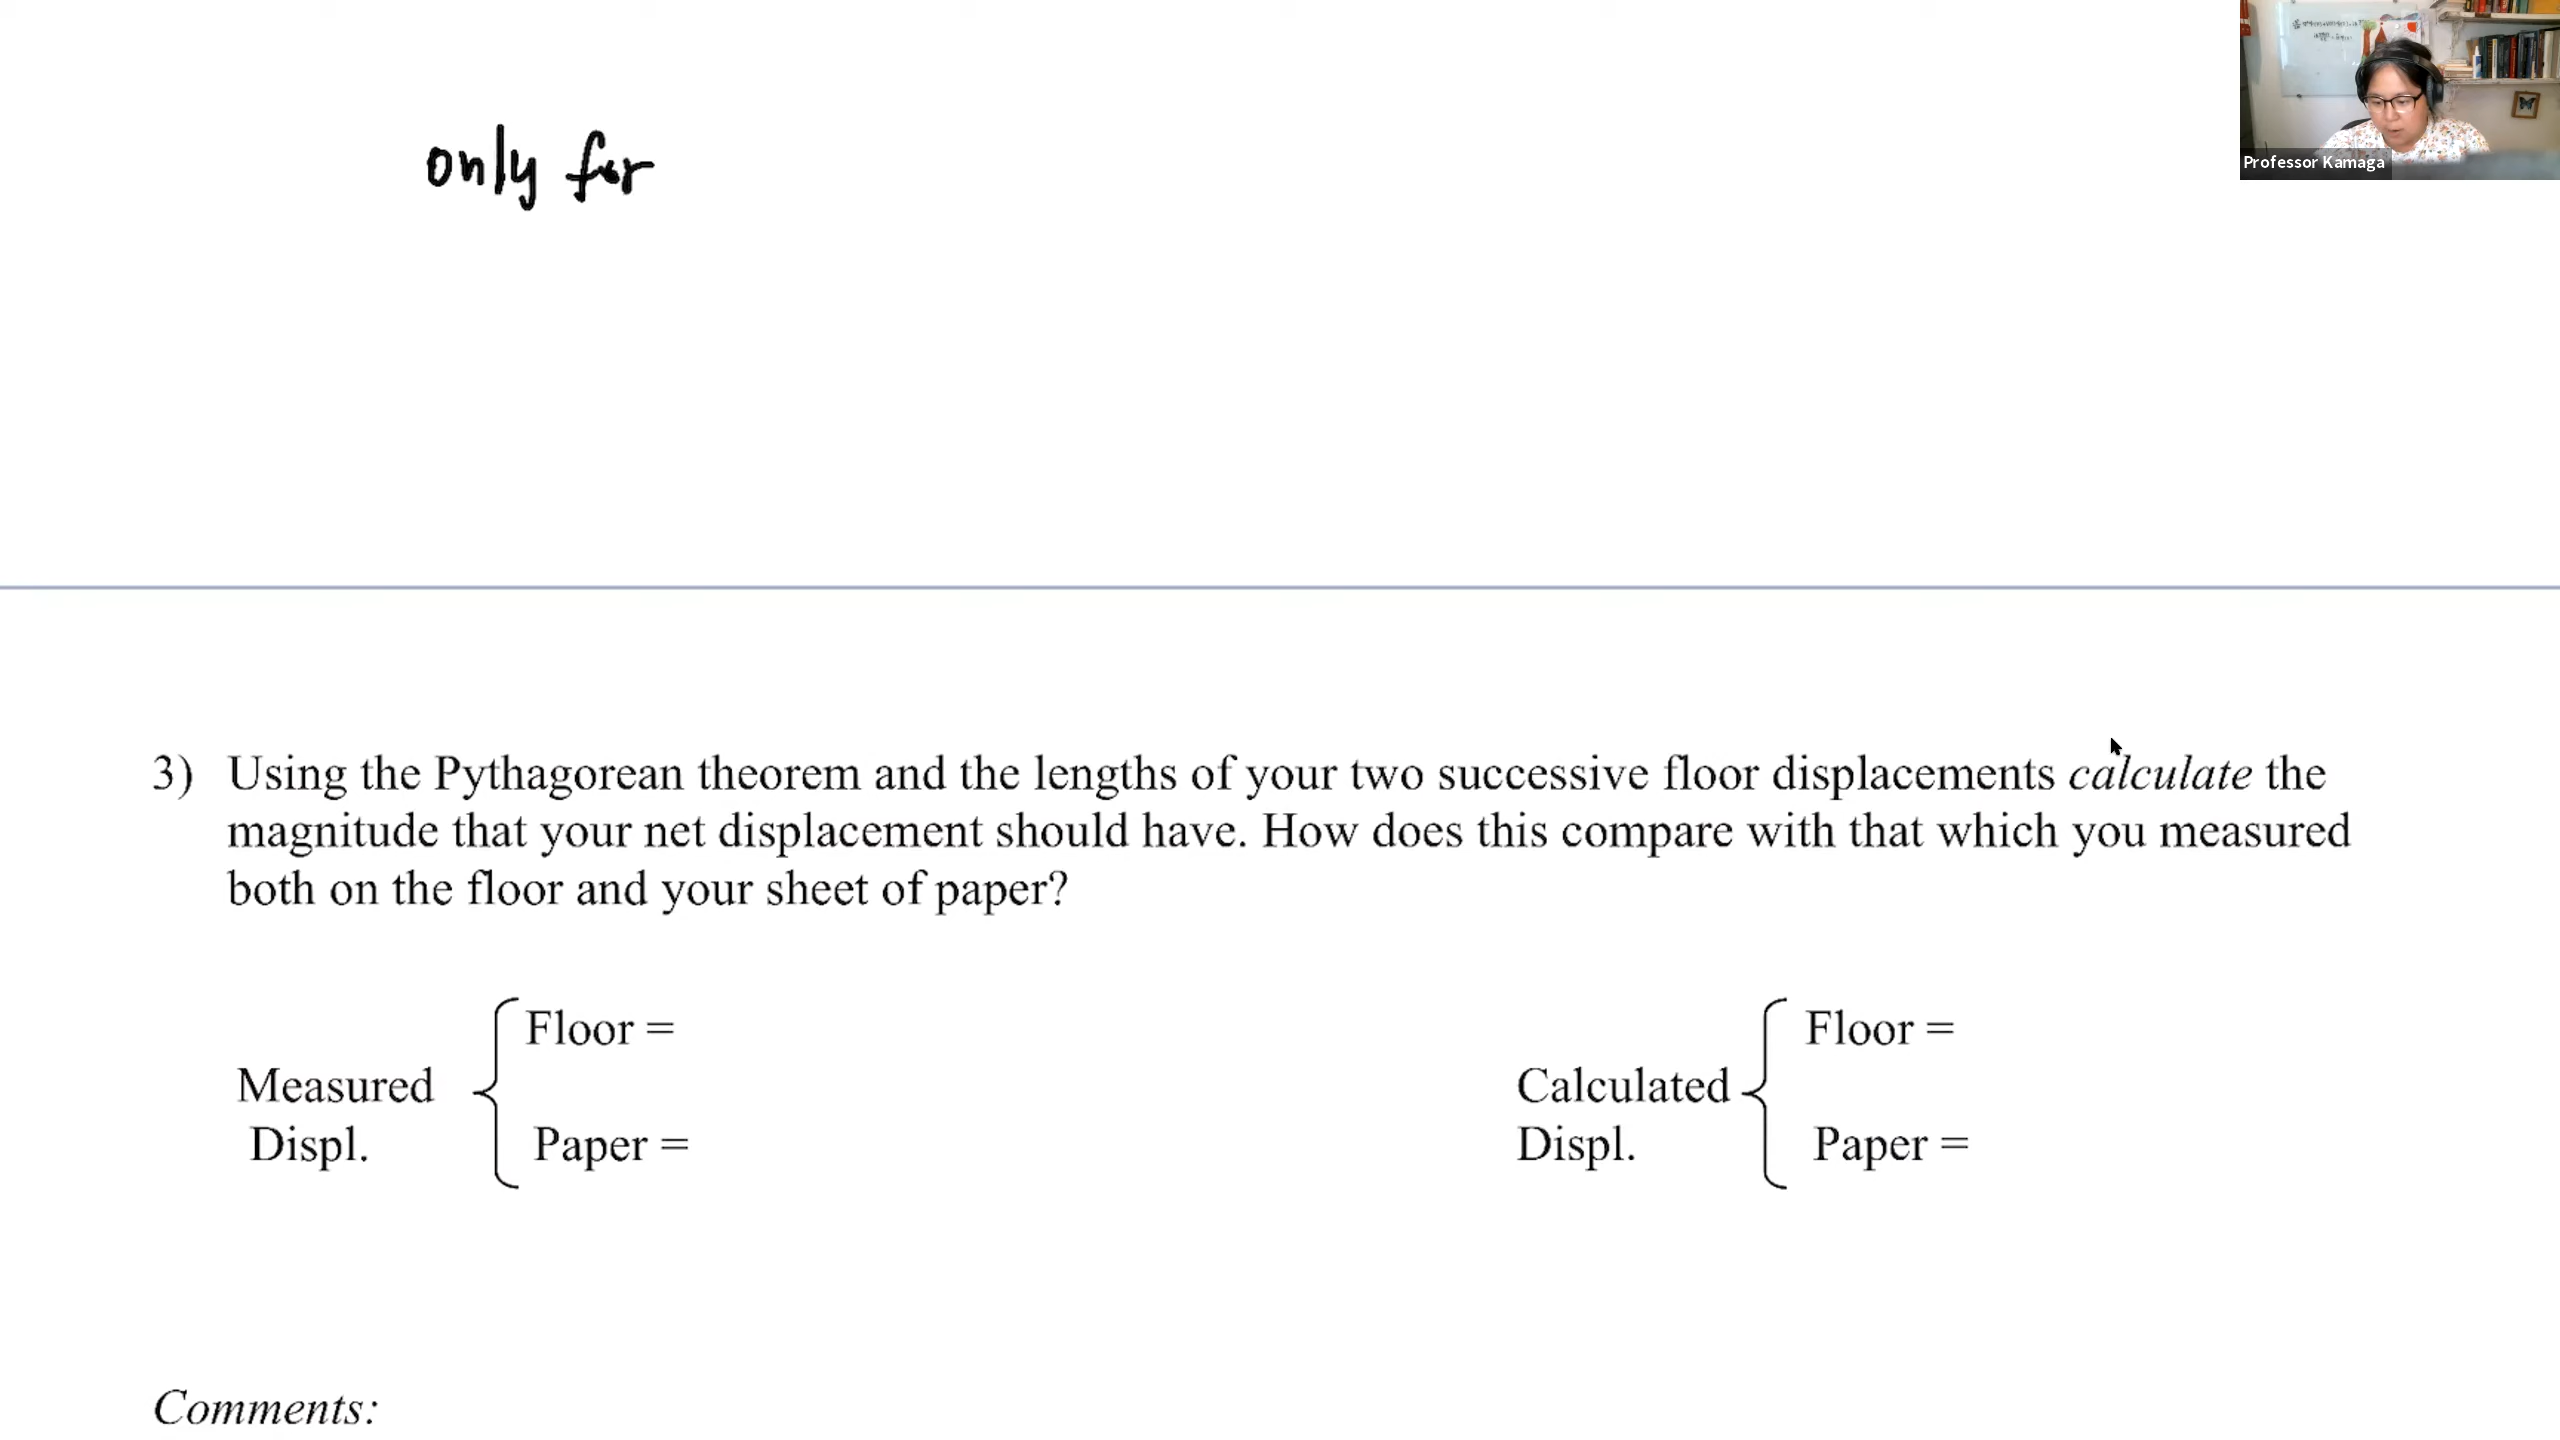 only for
Professor Kamaga
3) Using the Pythagorean theorem and the lengths of your two successive floor displacements calculate the
magnitude that your net displacement should have. How does this compare with that which you measured
both on the floor and your sheet of paper?
Measured
Displ.
Floor =
Paper =
Calculated
Displ.
Floor =
Paper =
Comments: